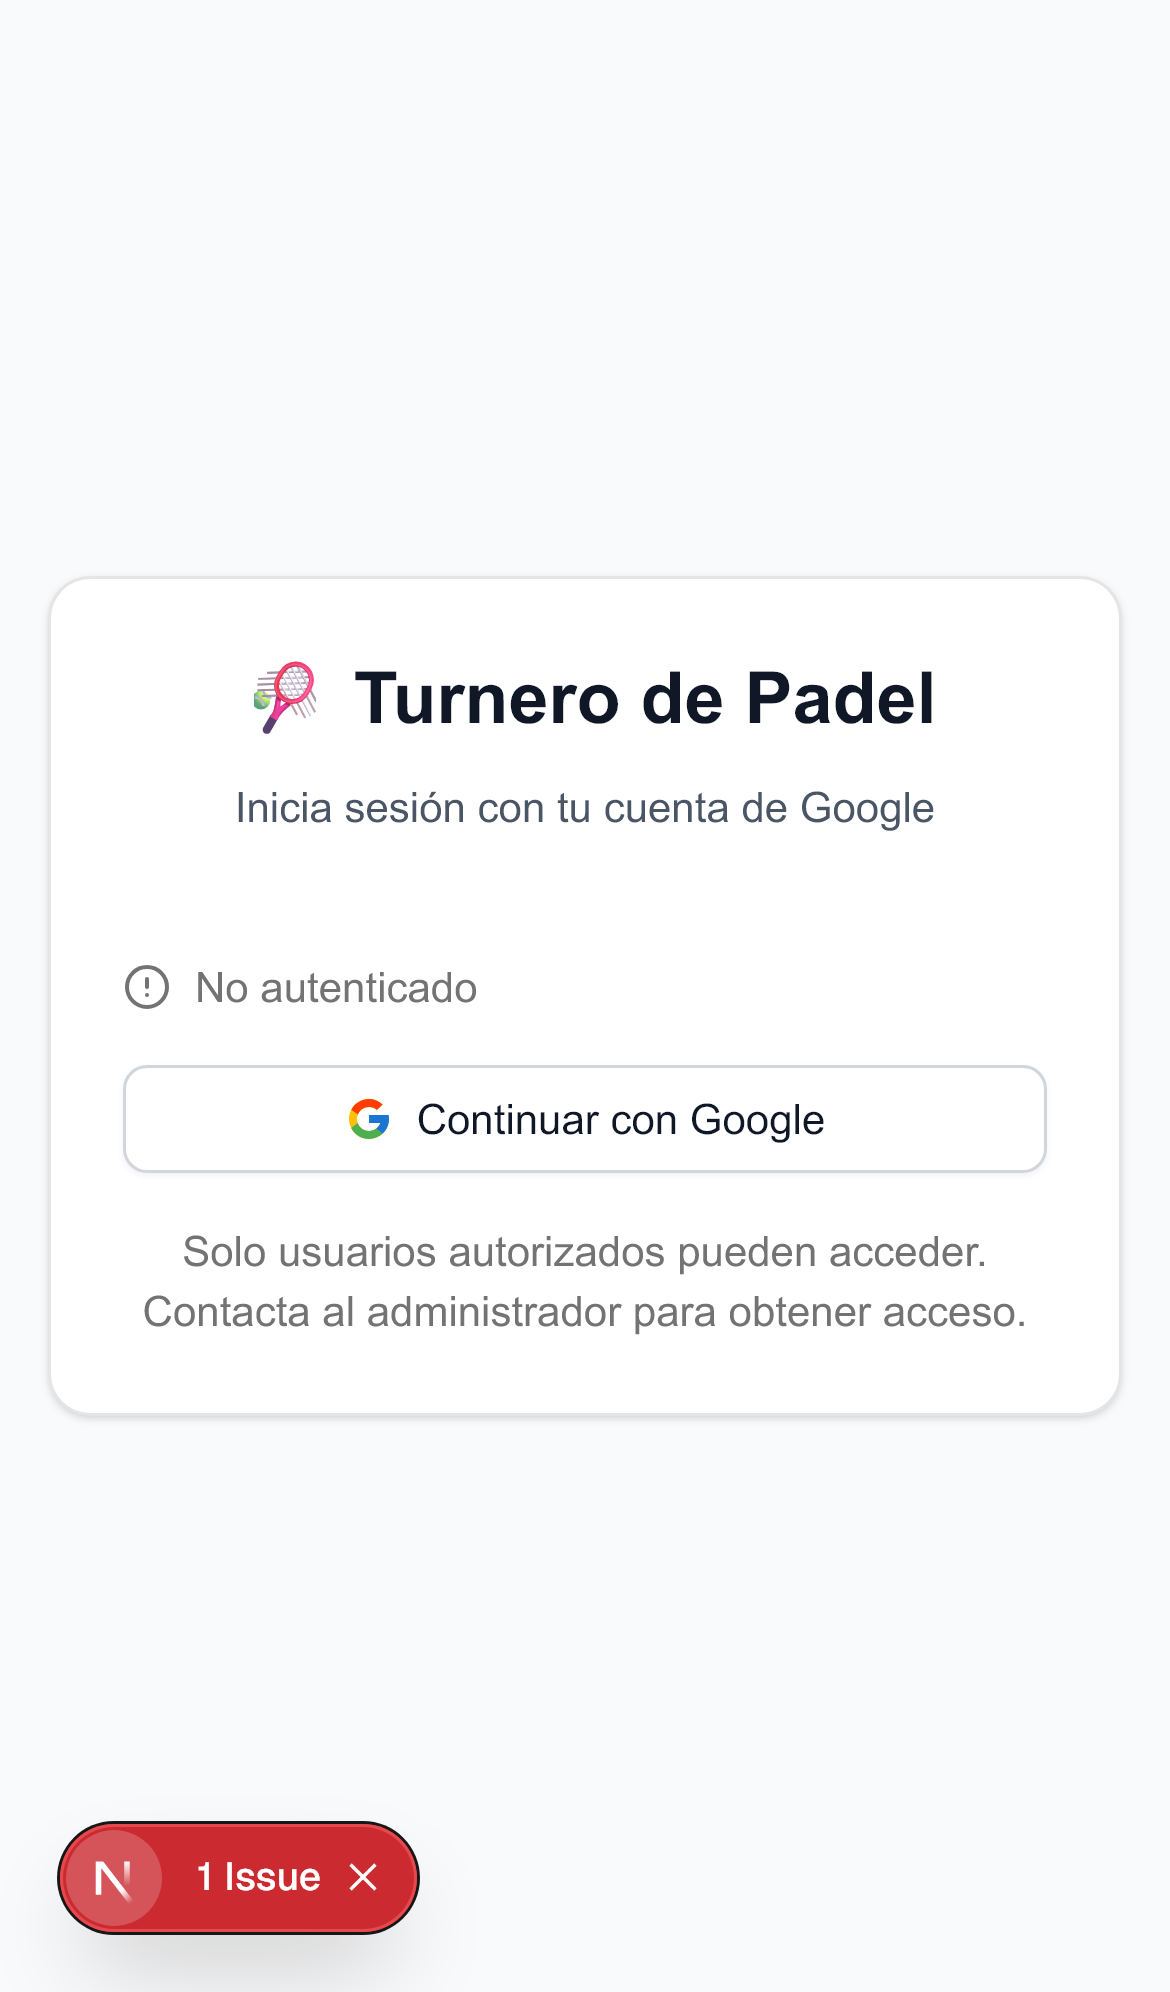 Turnero de Padel
Inicia sesión con tu cuenta de Google
No autenticado
Continuar con Google
Solo usuarios autorizados pueden acceder.
Contacta al administrador para obtener acceso.
N 1 Issue